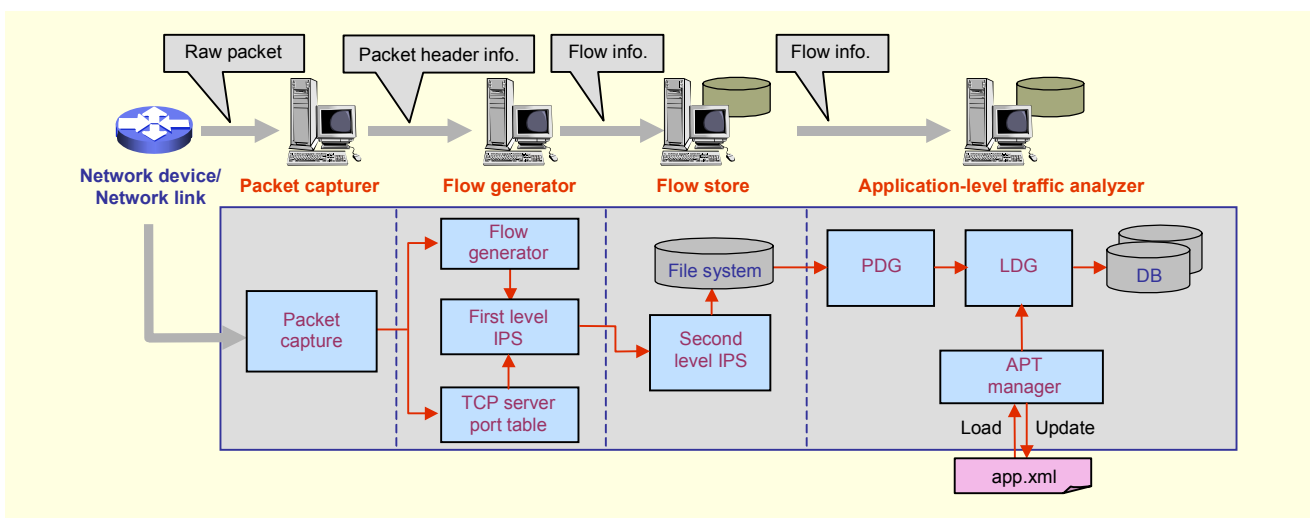 Raw packet
Packet header info.
Flow info.
Flow info.
Network device/
Network link
Packet capturer
Flow generator
Flow store
Application-level traffic analyzer
Packet
capture
Flow
generator
First level
IPS
TCP server
port table
File system
Second
level IPS
PDG
LDG
DB
APT
manager
Load
Update
app.xml